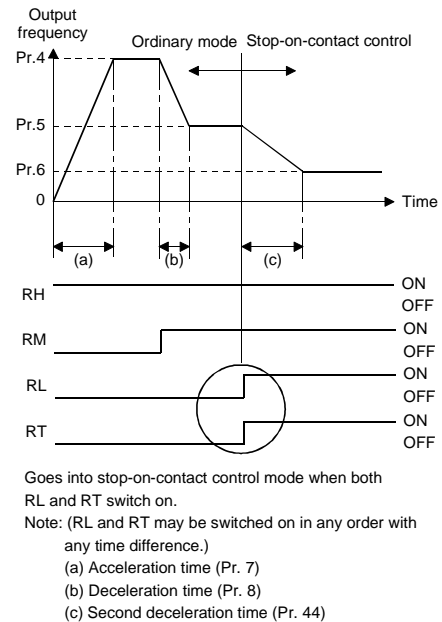 Output
frequency
Ordinary mode Stop-on-contact control
Pr.4
Pr.5
Pr.6
0
Time
(a) (b) (c)
RH ON
OFF
RM ON
OFF
RL ON
OFF
RT ON
OFF
Goes into stop-on-contact control mode when both
RL and RT switch on.
Note: (RL and RT may be switched on in any order with
any time difference.)
(a) Acceleration time (Pr. 7)
(b) Deceleration time (Pr. 8)
(c) Second deceleration time (Pr. 44)